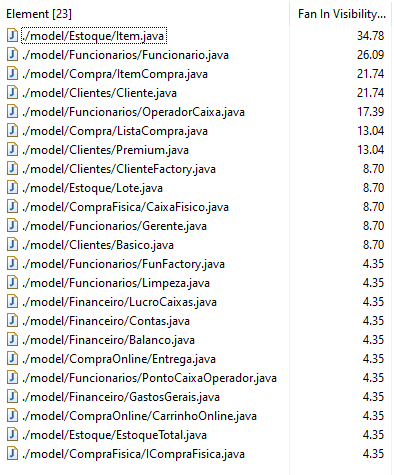 Element [23] Fan In Visibility...
./model/Estoque/Item.java 34.78
./model/Funcionarios/Funcionario.java 26.09
./model/Compra/ItemCompra.java 21.74
./model/Clientes/Cliente.java 21.74
./model/Funcionarios/OperadorCaixa.java 17.39
./model/Compra/ListaCompra.java 13.04
./model/Clientes/Premium.java 13.04
./model/Clientes/ClienteFactory.java 8.70
./model/Estoque/Lote.java 8.70
./model/CompraFisica/CaixaFisico.java 8.70
./model/Funcionarios/Gerente.java 8.70
./model/Clientes/Basico.java 8.70
./model/Funcionarios/FunFactory.java 4.35
./model/Funcionarios/Limpeza.java 4.35
./model/Financeiro/LucroCaixas.java 4.35
./model/Financeiro/Contas.java 4.35
./model/Financeiro/Balanco.java 4.35
./model/CompraOnline/Entrega.java 4.35
./model/Funcionarios/PontoCaixaOperador.java 4.35
./model/Financeiro/GastosGerais.java 4.35
./model/CompraOnline/CarrinhoOnline.java 4.35
./model/Estoque/EstoqueTotal.java 4.35
./model/CompraFisica/ICompraFisica.java 4.35